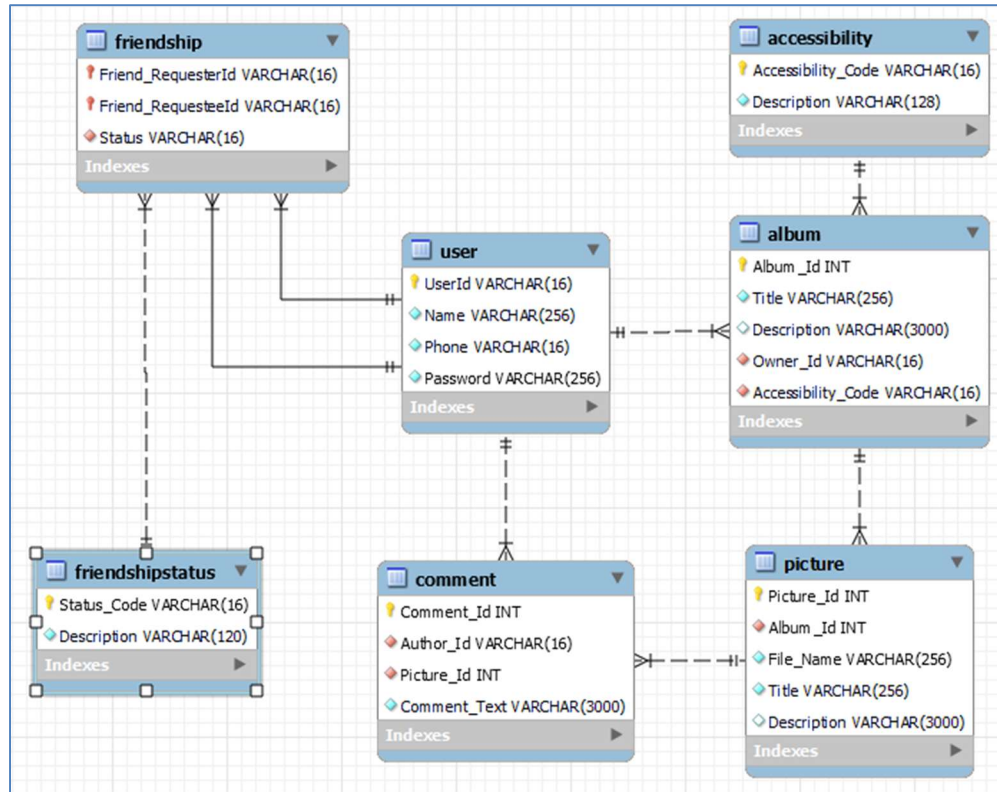 friendship
Friend_RequesterId VARCHAR(16)
Friend_RequesteeId VARCHAR(16)
Status VARCHAR(16)
Indexes
accessibility
Accessibility_Code VARCHAR(16)
Description VARCHAR(128)
Indexes
user
UserId VARCHAR(16)
Name VARCHAR(256)
Phone VARCHAR(16)
Password VARCHAR(256)
Indexes
album
Album _Id INT
Title VARCHAR(256)
Description VARCHAR(3000)
Owner_Id VARCHAR(16)
Accessibility_Code VARCHAR(16)
Indexes
friendshipstatus
Status_Code VARCHAR(16)
Description VARCHAR(120)
Indexes
comment
Comment_Id INT
Author_Id VARCHAR(16)
Picture_Id INT
Comment_Text VARCHAR(3000)
Indexes
picture
Picture_Id INT
Album _Id INT
File_Name VARCHAR(256)
Title VARCHAR(256)
Description VARCHAR(3000)
Indexes